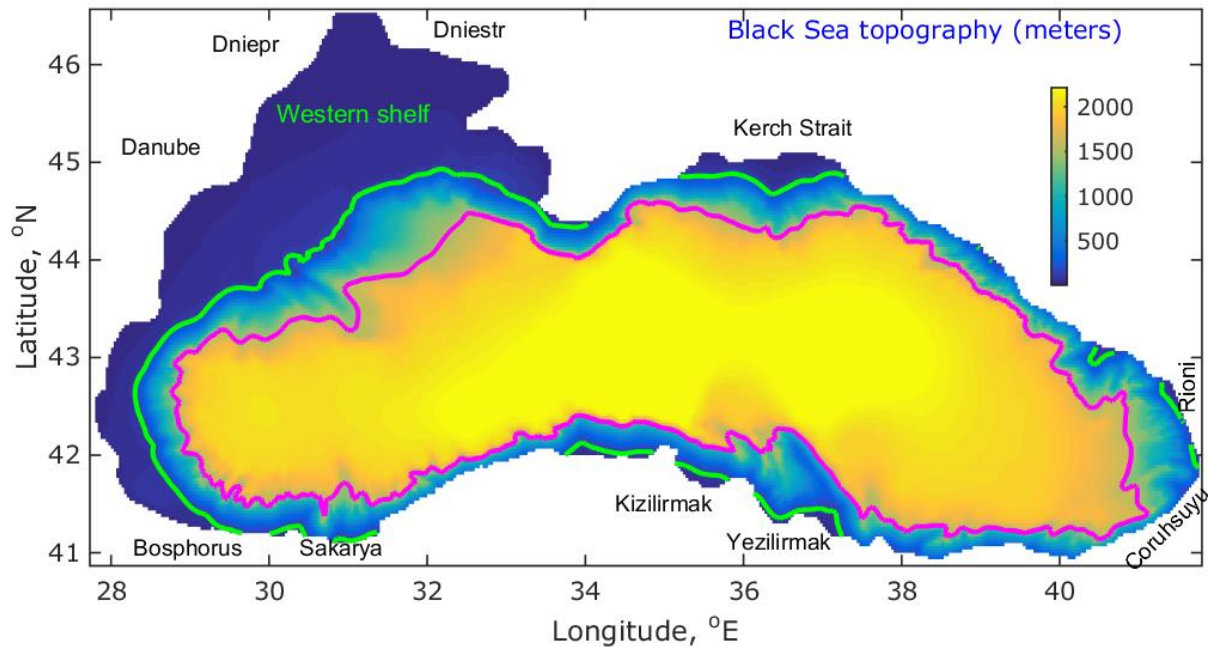 Black Sea topography (meters)
Dniepr
Dniestr
Western shelf
Danube
Kerch Strait
2000
1500
1000
500
Rioni
Coruhsuyu
Kizilirmak
Yezilirmak
Bosphorus
Sakarya
46
45
44
43
42
41
Latitude, °N
28
30
32
34
36
38
40
Longitude, °E